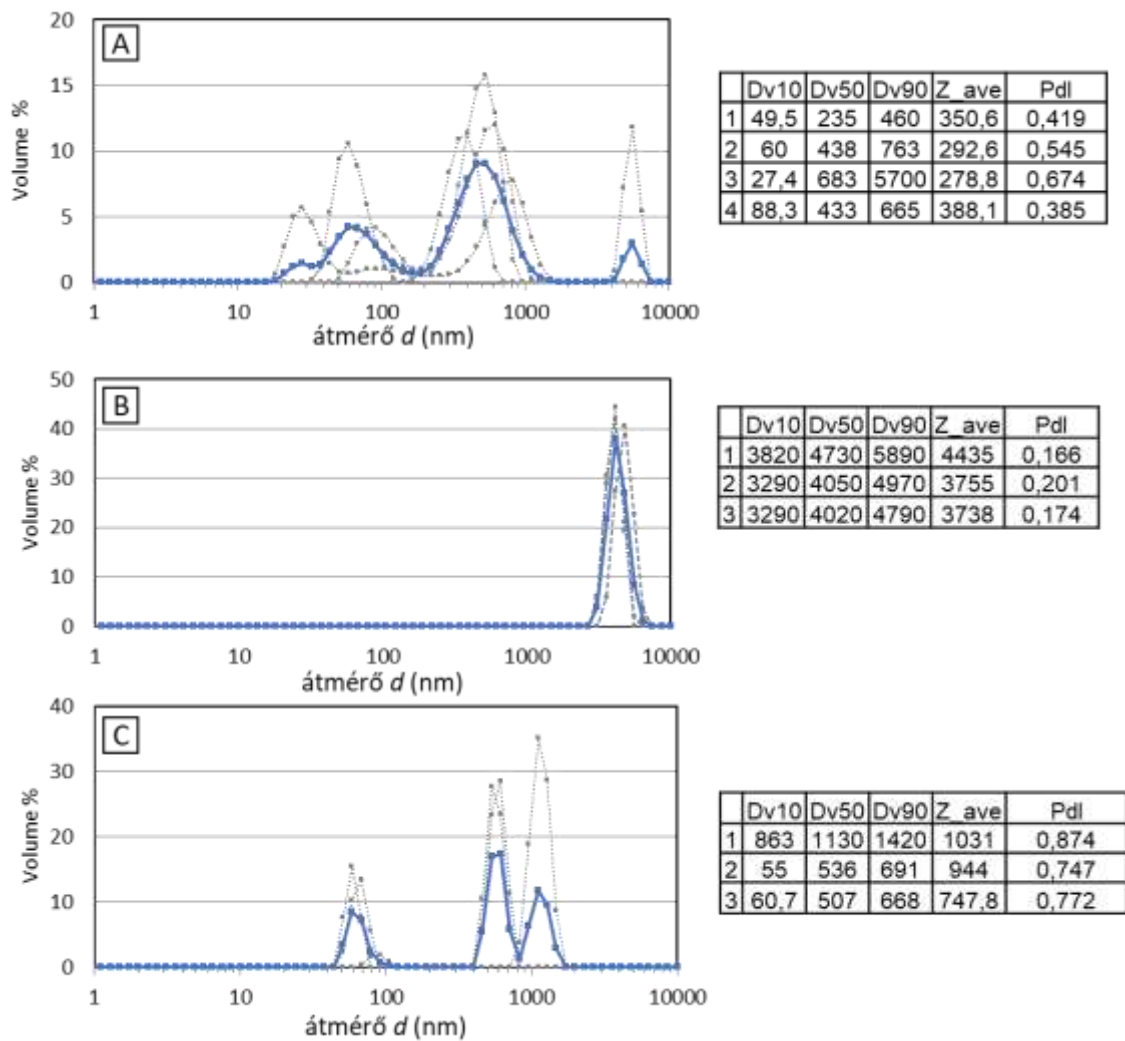 A
Volume %
20
15
10
5
0
1 10 100 1000 10000
átmérő d (nm)
Dv10 Dv50 Dv90 Z_ave PdI
1 49,5 235 460 350,6 0,419
2 60 438 763 292,6 0,545
3 27,4 683 5700 278,8 0,674
4 88,3 433 665 388,1 0,385
B
Volume %
50
40
30
20
10
0
1 10 100 1000 10000
átmérő d (nm)
Dv10 Dv50 Dv90 Z_ave PdI
1 3820 4730 5890 4435 0,166
2 3290 4050 4970 3755 0,201
3 3290 4020 4790 3738 0,174
C
Volume %
40
30
20
10
0
1 10 100 1000 10000
átmérő d (nm)
Dv10 Dv50 Dv90 Z_ave PdI
1 863 1130 1420 1031 0,874
2 55 536 691 944 0,747
3 60,7 507 668 747,8 0,772